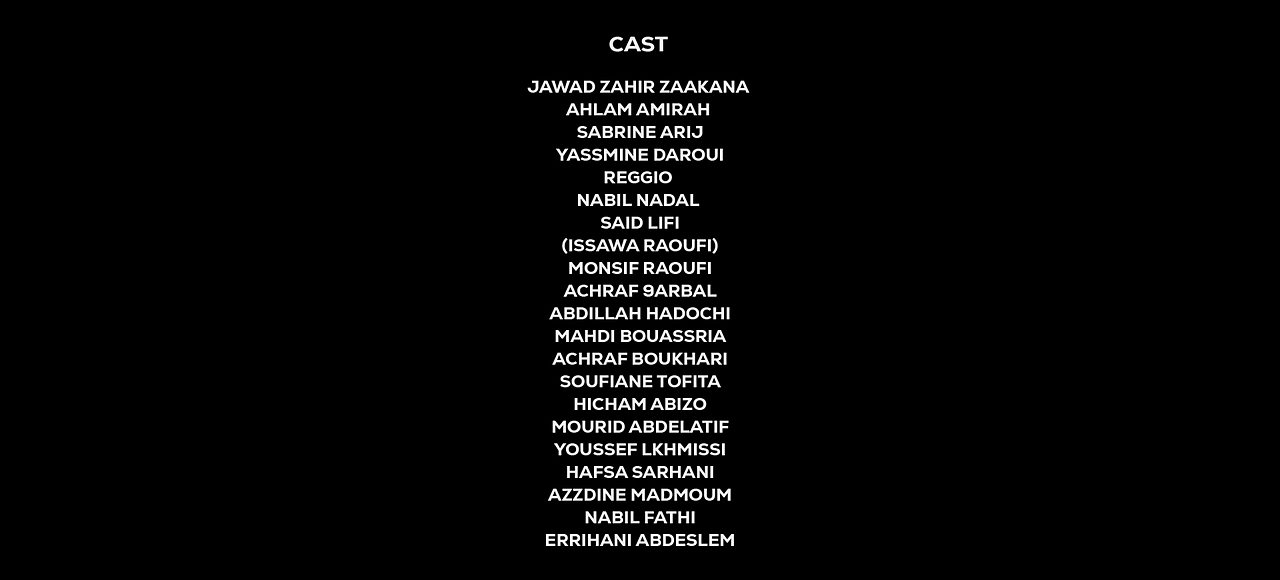 CAST
JAWAD ZAHIR ZAAKANA
AHLAM AMIRAH
SABRINE ARIJ
YASSMINE DAROUI
REGGIO
NABIL NADAL
SAID LIFI
(ISSAWA RAOUFI)
MONSIF RAOUFI
ACHRAF 9ARBAL
ABDILLAH HADOCHI
MAHDI BOUASSRIA
ACHRAF BOUKHARI
SOUFIANE TOFITA
HICHAM ABIZO
MOURID ABDELATIF
YOUSSEF LKHMISSI
HAFSA SARHANI
AZZDINE MADMOUM
NABIL FATHI
ERRIHANI ABDESLEM